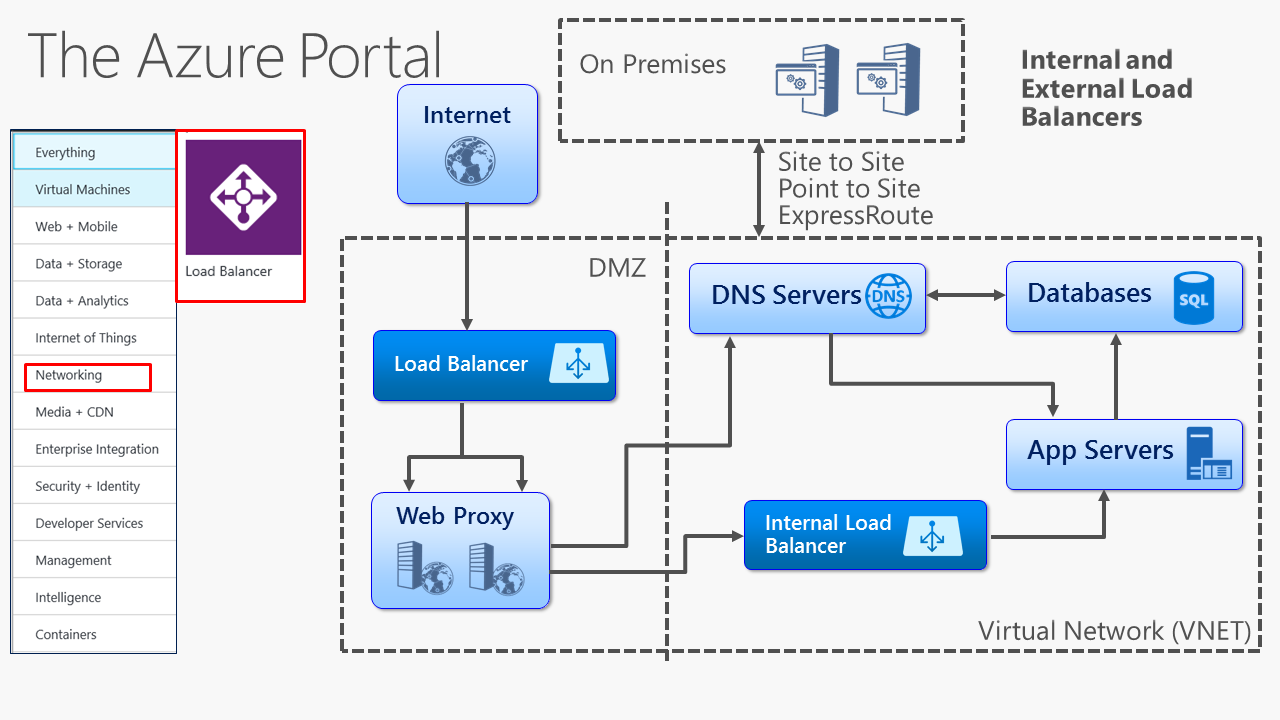 The Azure Portal
Everything
Virtual Machines
Web + Mobile
Data + Storage
Data + Analytics
Internet of Things
Networking
Media + CDN
Enterprise Integration
Security + Identity
Developer Services
Management
Intelligence
Containers
Load Balancer
Internet
On Premises
Internal and
External Load
Balancers
Site to Site
Point to Site
ExpressRoute
DMZ
Load Balancer
Web Proxy
DNS Servers
DNS
Databases
SQL
App Servers
Internal Load
Balancer
Virtual Network (VNET)